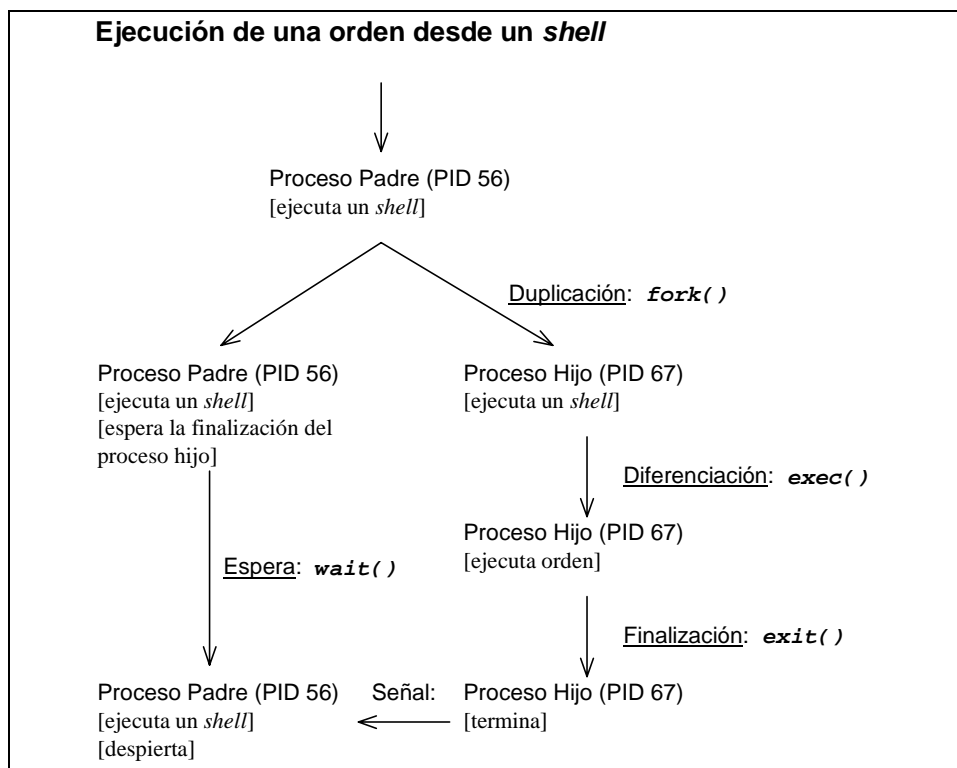 Ejecución de una orden desde un shell
Proceso Padre (PID 56)
[ejecuta un shell]
Duplicación: fork()
Proceso Padre (PID 56)
[ejecuta un shell]
[espera la finalización del
proceso hijo]
Proceso Hijo (PID 67)
[ejecuta un shell]
Diferenciación: exec()
Proceso Hijo (PID 67)
[ejecuta orden]
Espera: wait()
Finalización: exit()
Proceso Padre (PID 56)
[ejecuta un shell]
[despierta]
Señal:
Proceso Hijo (PID 67)
[termina]